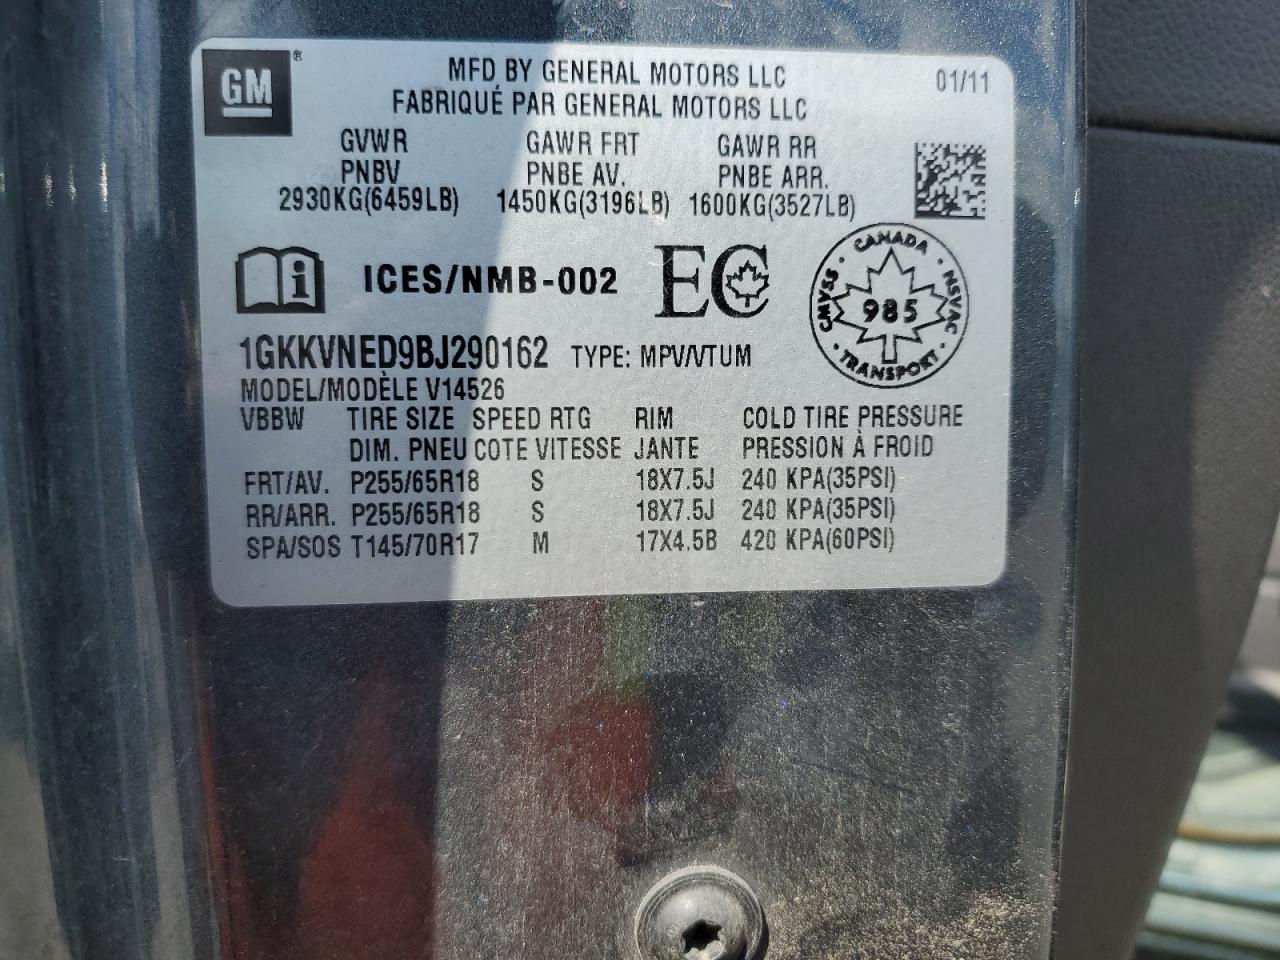 GM®
MFD BY GENERAL MOTORS LLC 01/11
FABRIQUÉ PAR GENERAL MOTORS LLC
GVWR GAWR FRT GAWR RR
PNBV PNBE AV. PNBE ARR.
2930KG(6459LB) 1450KG(3196LB) 1600KG(3527LB)
i ICES/NMB-002 EC
CANADA · NSVAC · TRANSPORT · CMVSS ·
985
1GKKVNED9BJ290162 TYPE: MPV/VTUM
MODEL/MODÈLE V14526
VBBW TIRE SIZE SPEED RTG RIM COLD TIRE PRESSURE
DIM. PNEU COTE VITESSE JANTE PRESSION À FROID
FRT/AV. P255/65R18 S 18X7.5J 240 KPA(35PSI)
RR/ARR. P255/65R18 S 18X7.5J 240 KPA(35PSI)
SPA/SOS T145/70R17 M 17X4.5B 420 KPA(60PSI)